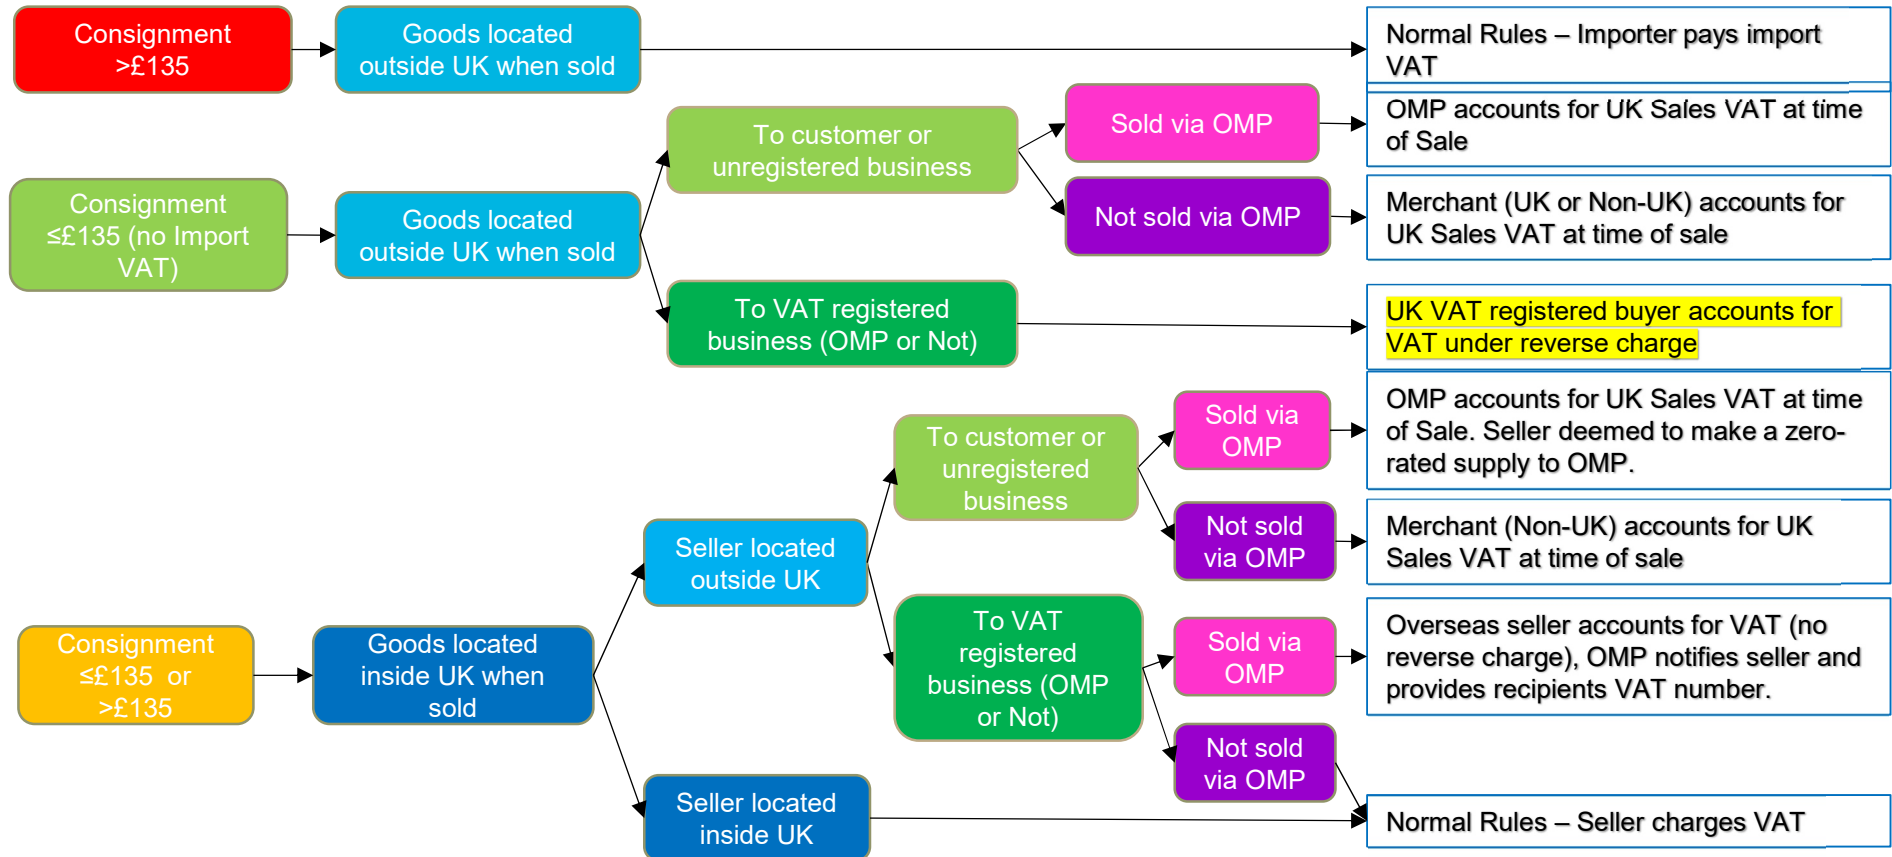 Consignment
>£135
Goods located
outside UK when sold
Normal Rules – Importer pays import
VAT
To customer or
unregistered business
Sold via OMP
OMP accounts for UK Sales VAT at time
of Sale
Consignment
≤£135 (no Import
VAT)
Goods located
outside UK when sold
Not sold via OMP
Merchant (UK or Non-UK) accounts for
UK Sales VAT at time of sale
To VAT registered
business (OMP or Not)
UK VAT registered buyer accounts for
VAT under reverse charge
To customer or
unregistered
business
Sold via
OMP
OMP accounts for UK Sales VAT at time
of Sale. Seller deemed to make a zero-
rated supply to OMP.
Seller located
outside UK
Not sold
via OMP
Merchant (Non-UK) accounts for UK
Sales VAT at time of sale
Consignment
≤£135 or
>£135
Goods located
inside UK when
sold
To VAT
registered
business (OMP
or Not)
Sold via
OMP
Overseas seller accounts for VAT (no
reverse charge), OMP notifies seller and
provides recipients VAT number.
Not sold
via OMP
Seller located
inside UK
Normal Rules – Seller charges VAT